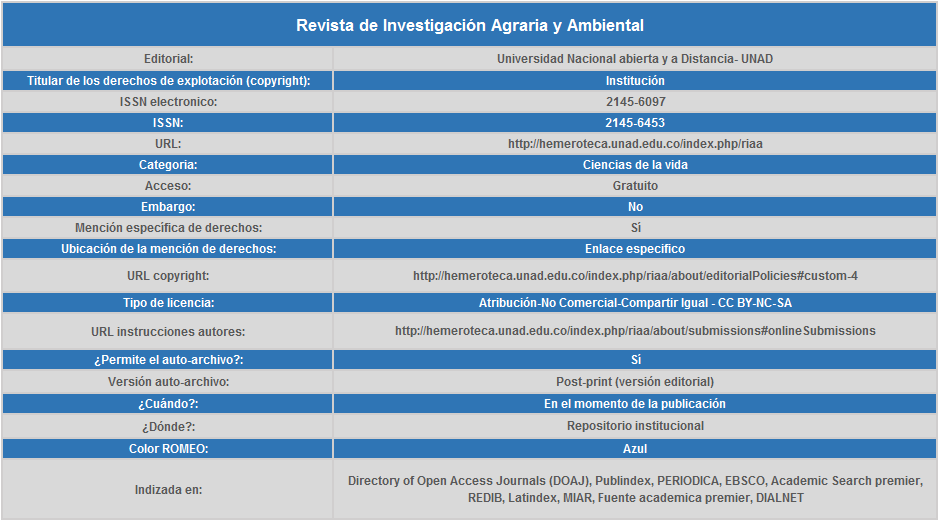 Revista de Investigación Agraria y Ambiental
Editorial: Universidad Nacional abierta y a Distancia- UNAD
Titular de los derechos de explotación (copyright): Institución
ISSN electronico: 2145-6097
ISSN: 2145-6453
URL: http://hemeroteca.unad.edu.co/index.php/riaa
Categoria: Ciencias de la vida
Acceso: Gratuito
Embargo: No
Mención especifica de derechos: Sí
Ubicación de la mención de derechos: Enlace especifico
URL copyright: http://hemeroteca.unad.edu.co/index.php/riaa/about/editorialPolicies#custom-4
Tipo de licencia: Atribución-No Comercial-Compartir Igual - CC BY-NC-SA
URL instrucciones autores: http://hemeroteca.unad.edu.co/index.php/riaa/about/submissions#onlineSubmissions
¿Permite el auto-archivo?: Sí
Versión auto-archivo: Post-print (versión editorial)
¿Cuándo?: En el momento de la publicación
¿Dónde?: Repositorio institucional
Color ROMEO: Azul
Indizada en: Directory of Open Access Journals (DOAJ), Publindex, PERIODICA, EBSCO, Academic Search premier,
REDIB, Latindex, MIAR, Fuente academica premier, DIALNET